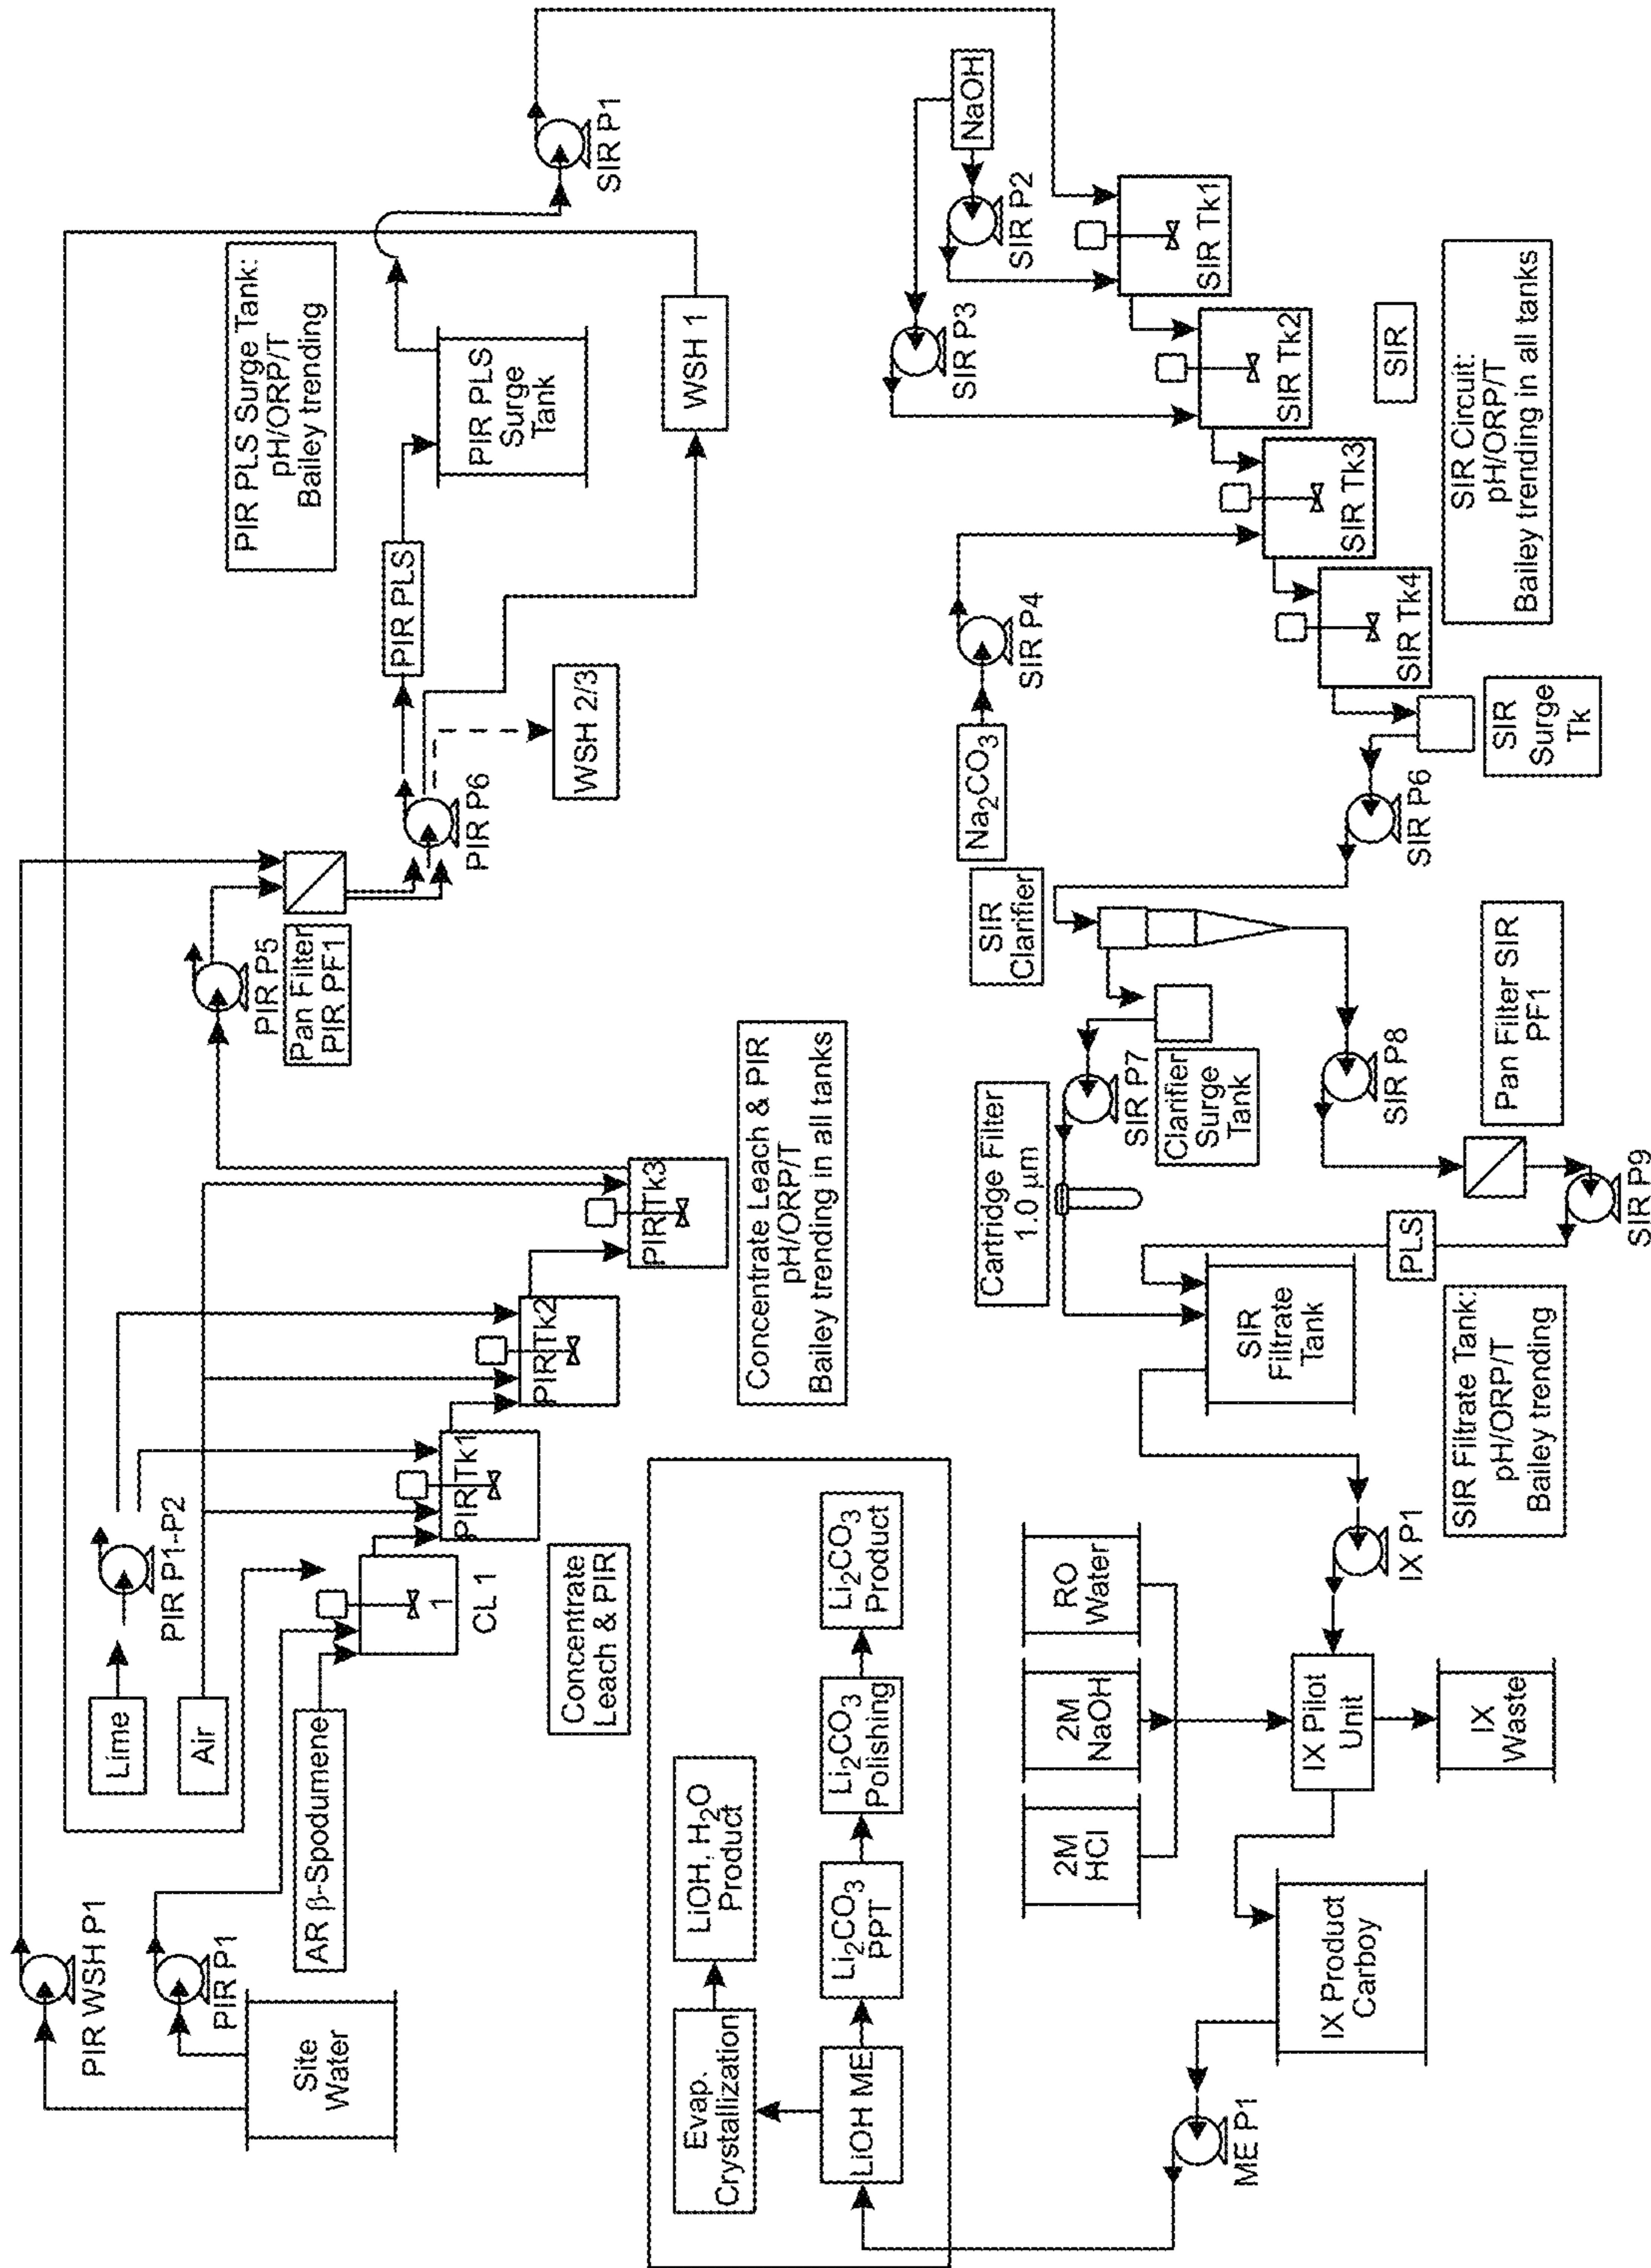 PIR WSH P1
PIR P1
Site
Water
Lime
Air
AR β-Spodumene
PIR P1-P2
1
CL 1
Concentrate
Leach & PIR
PIR Tk1
PIR Tk2
PIR Tk3
Concentrate Leach & PIR
pH/ORP/T
Bailey trending in all tanks
PIR P5
Pan Filter
PIR PF1
PIR P6
WSH 2/3
PIR PLS
PIR PLS Surge Tank:
pH/ORP/T
Bailey trending
PIR PLS
Surge
Tank
WSH 1
SIR P1
NaOH
SIR P2
SIR P3
SIR Tk1
SIR Tk2
SIR Tk3
SIR Tk4
SIR
SIR Circuit:
pH/ORP/T
Bailey trending in all tanks
Na2CO3
SIR P4
SIR
Surge
Tk
SIR P6
SIR
Clarifier
Clarifier
Surge
Tank
SIR P7
Cartridge Filter
1.0 µm
SIR P8
Pan Filter SIR
PF1
SIR P9
PLS
SIR
Filtrate
Tank
SIR Filtrate Tank:
pH/ORP/T
Bailey trending
IX P1
RO
Water
2M
NaOH
2M
HCl
IX Pilot
Unit
IX
Waste
IX Product
Carboy
ME P1
LiOH ME
Evap.
Crystallization
LiOH, H2O
Product
Li2CO3
PPT
Li2CO3
Polishing
Li2CO3
Product